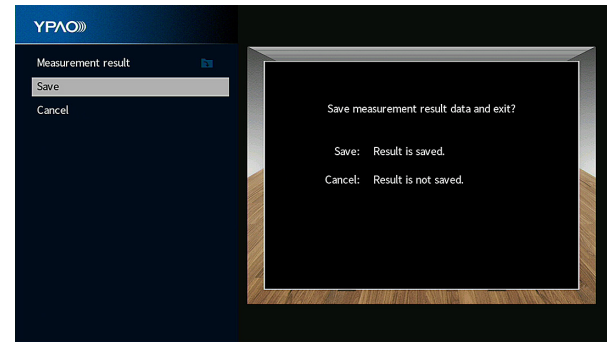 YPAO
Measurement result
Save
Cancel
Save measurement result data and exit?
Save: Result is saved.
Cancel: Result is not saved.